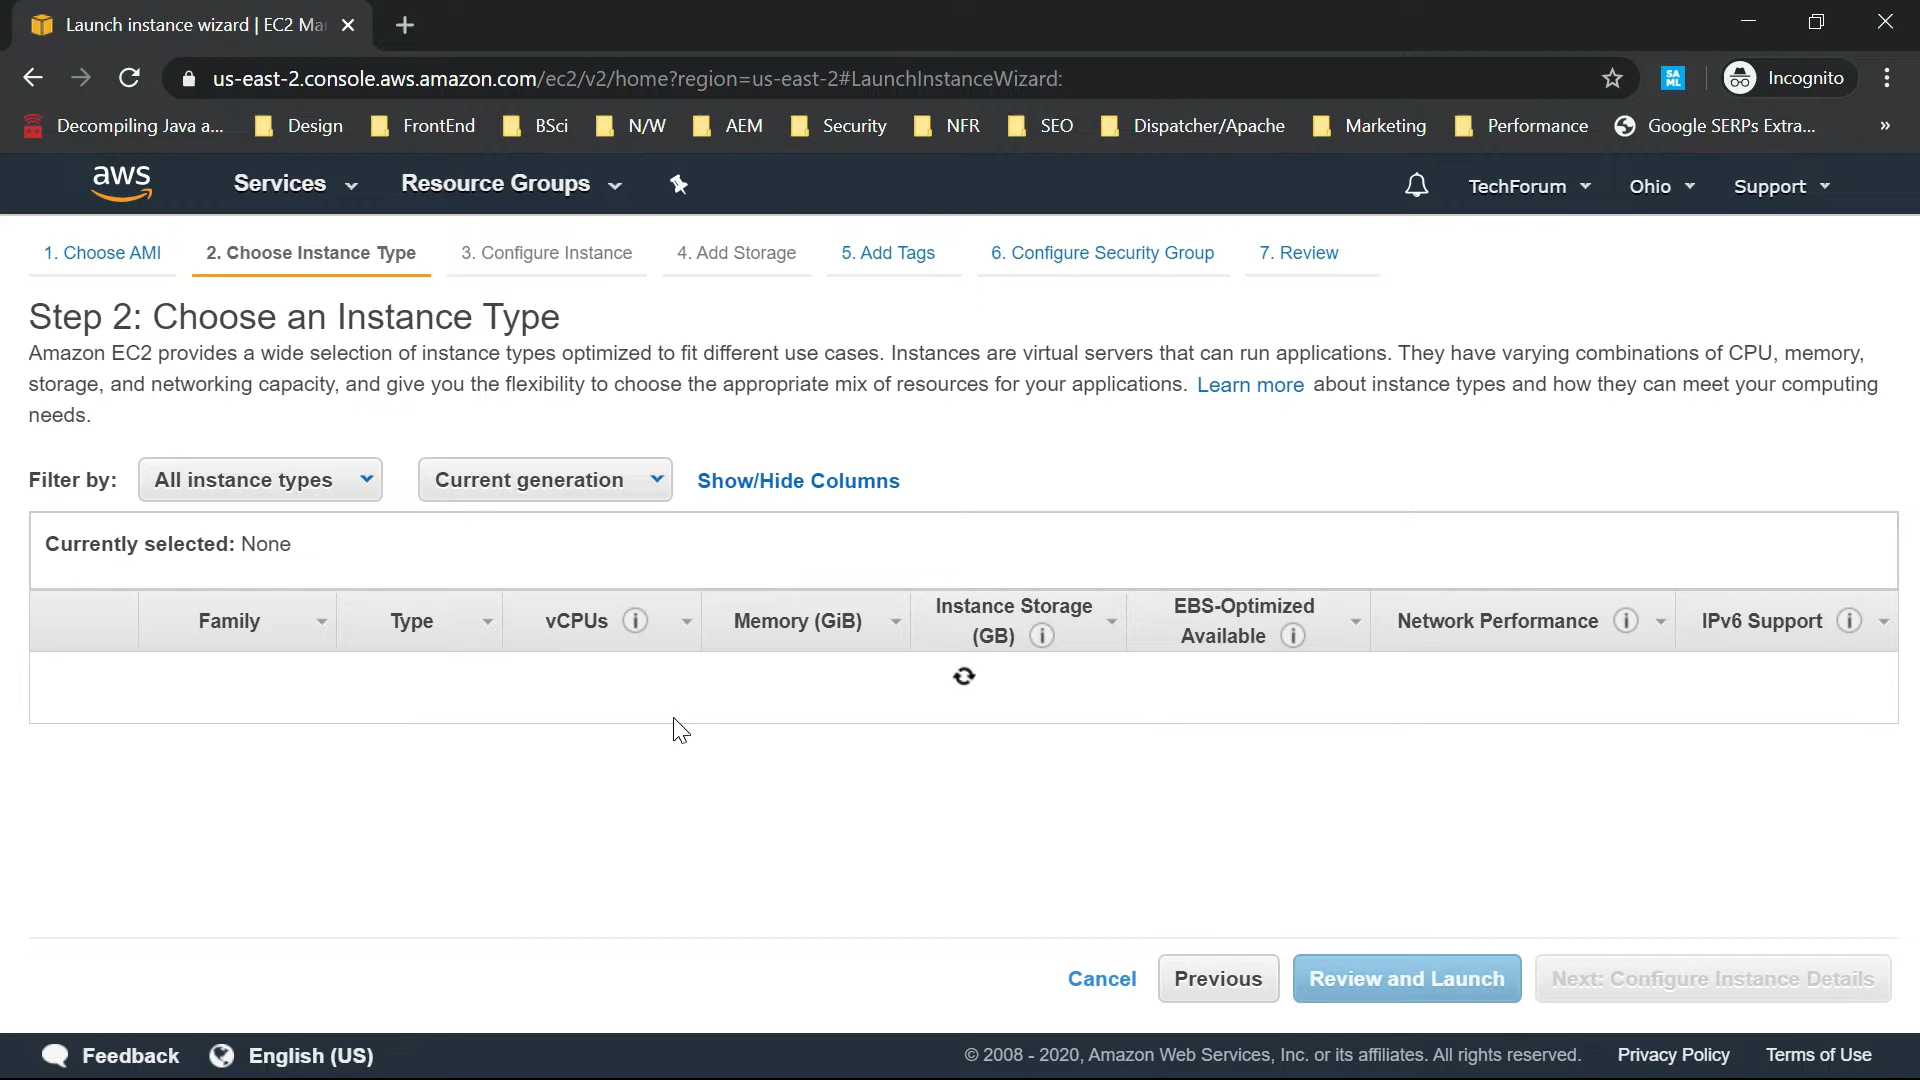 Launch instance wizard | EC2 Ma
us-east-2.console.aws.amazon.com/ec2/v2/home?region=us-east-2#LaunchInstanceWizard:
SA
ML
Incognito
Decompiling Java a...
Design
FrontEnd
BSci
N/W
AEM
Security
NFR
SEO
Dispatcher/Apache
Marketing
Performance
Google SERPs Extra...
»
aws
Services
Resource Groups
TechForum
Ohio
Support
1. Choose AMI
2. Choose Instance Type
3. Configure Instance
4. Add Storage
5. Add Tags
6. Configure Security Group
7. Review
Step 2: Choose an Instance Type
Amazon EC2 provides a wide selection of instance types optimized to fit different use cases. Instances are virtual servers that can run applications. They have varying combinations of CPU, memory,
storage, and networking capacity, and give you the flexibility to choose the appropriate mix of resources for your applications. Learn more about instance types and how they can meet your computing
needs.
Filter by:
All instance types
Current generation
Show/Hide Columns
Currently selected: None
Family
Type
vCPUs
Memory (GiB)
Instance Storage
(GB)
EBS-Optimized
Available
Network Performance
IPv6 Support
Cancel
Previous
Review and Launch
Next: Configure Instance Details
Feedback
English (US)
© 2008 - 2020, Amazon Web Services, Inc. or its affiliates. All rights reserved.
Privacy Policy
Terms of Use